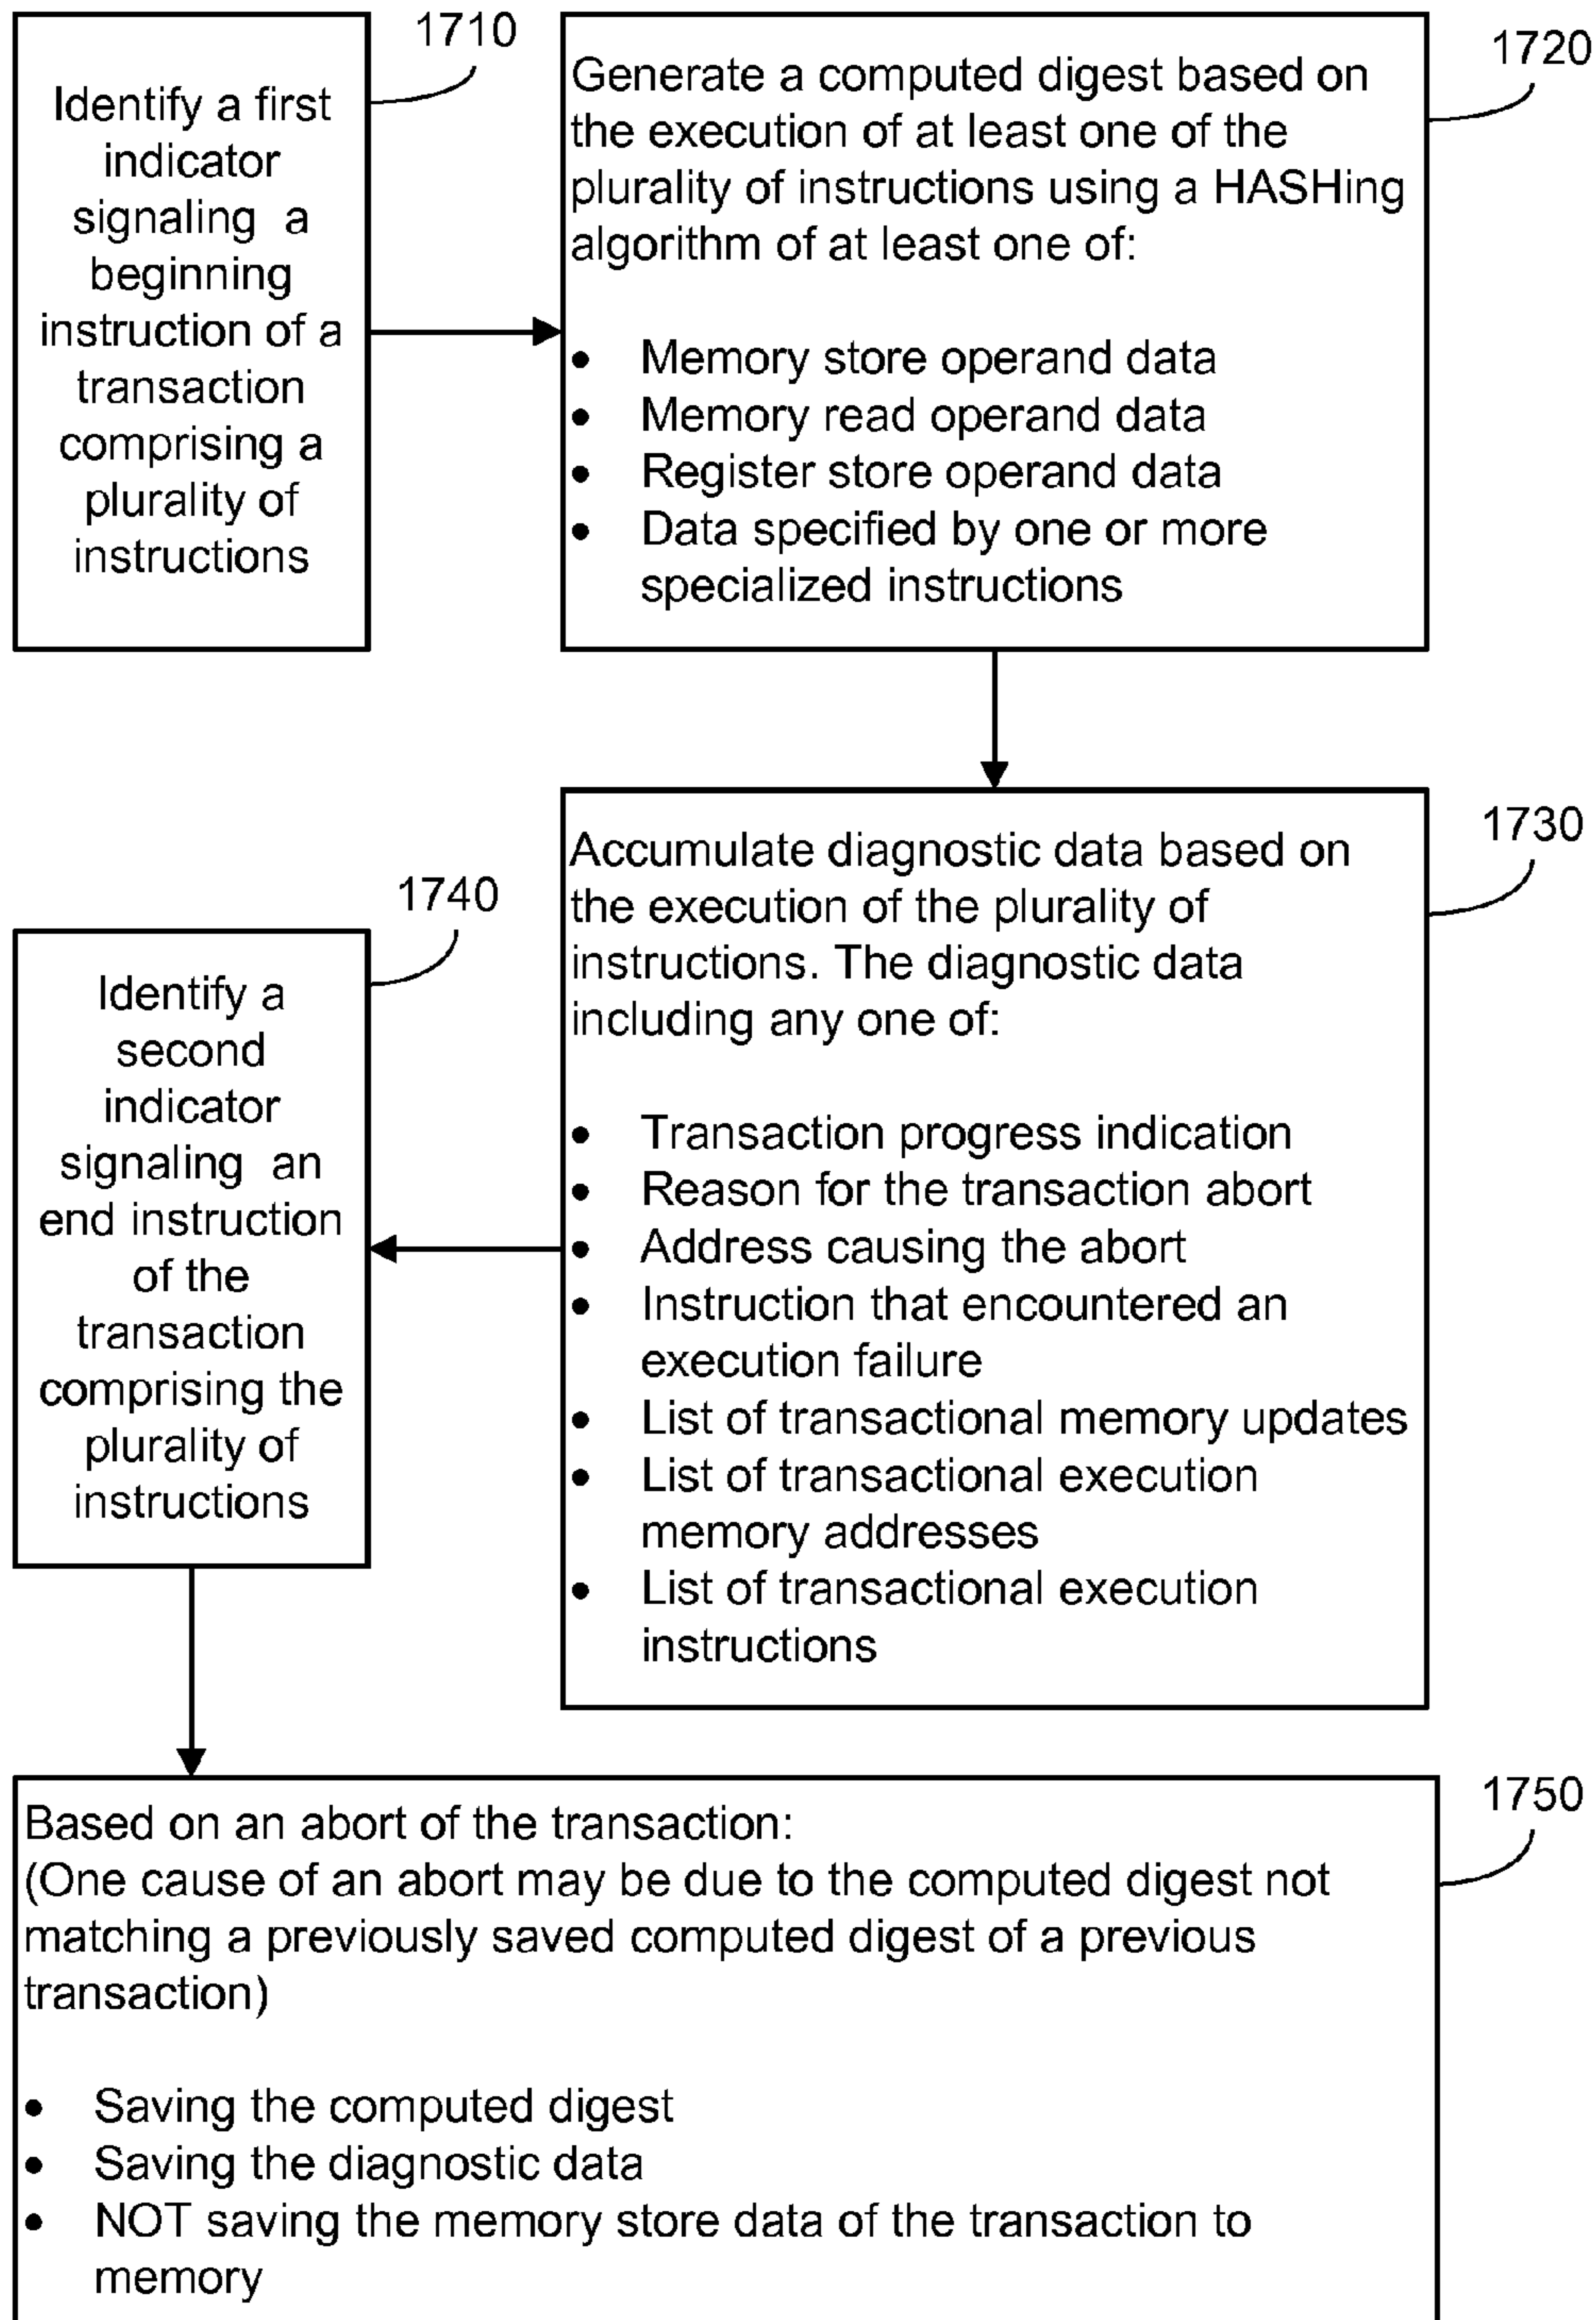 1710
Identify a first
indicator
signaling a
beginning
instruction of a
transaction
comprising a
plurality of
instructions
1720
Generate a computed digest based on
the execution of at least one of the
plurality of instructions using a HASHing
algorithm of at least one of:
• Memory store operand data
• Memory read operand data
• Register store operand data
• Data specified by one or more
specialized instructions
1730
Accumulate diagnostic data based on
the execution of the plurality of
instructions. The diagnostic data
including any one of:
• Transaction progress indication
• Reason for the transaction abort
• Address causing the abort
• Instruction that encountered an
execution failure
• List of transactional memory updates
• List of transactional execution
memory addresses
• List of transactional execution
instructions
1740
Identify a
second
indicator
signaling an
end instruction
of the
transaction
comprising the
plurality of
instructions
1750
Based on an abort of the transaction:
(One cause of an abort may be due to the computed digest not
matching a previously saved computed digest of a previous
transaction)
• Saving the computed digest
• Saving the diagnostic data
• NOT saving the memory store data of the transaction to
memory